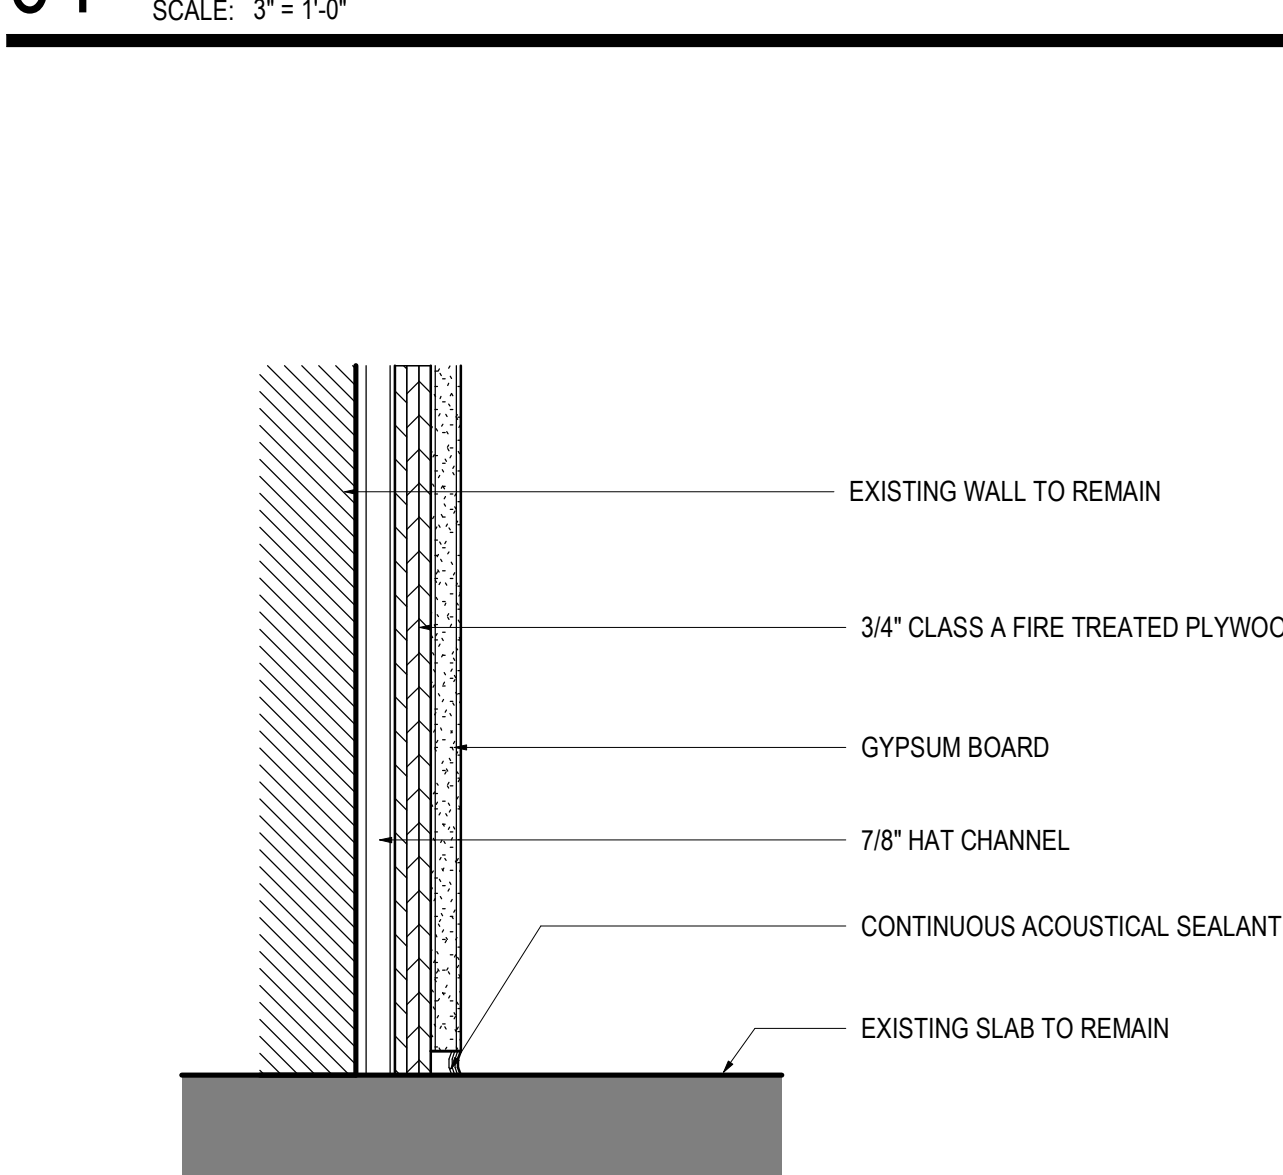 SCALE: 3" = 1'-0"
EXISTING WALL TO REMAIN
3/4" CLASS A FIRE TREATED
GYPSUM BOARD
7/8" HAT CHANNEL
CONTINUOUS ACOUSTICAL SEALANT
EXISTING SLAB TO REMAIN